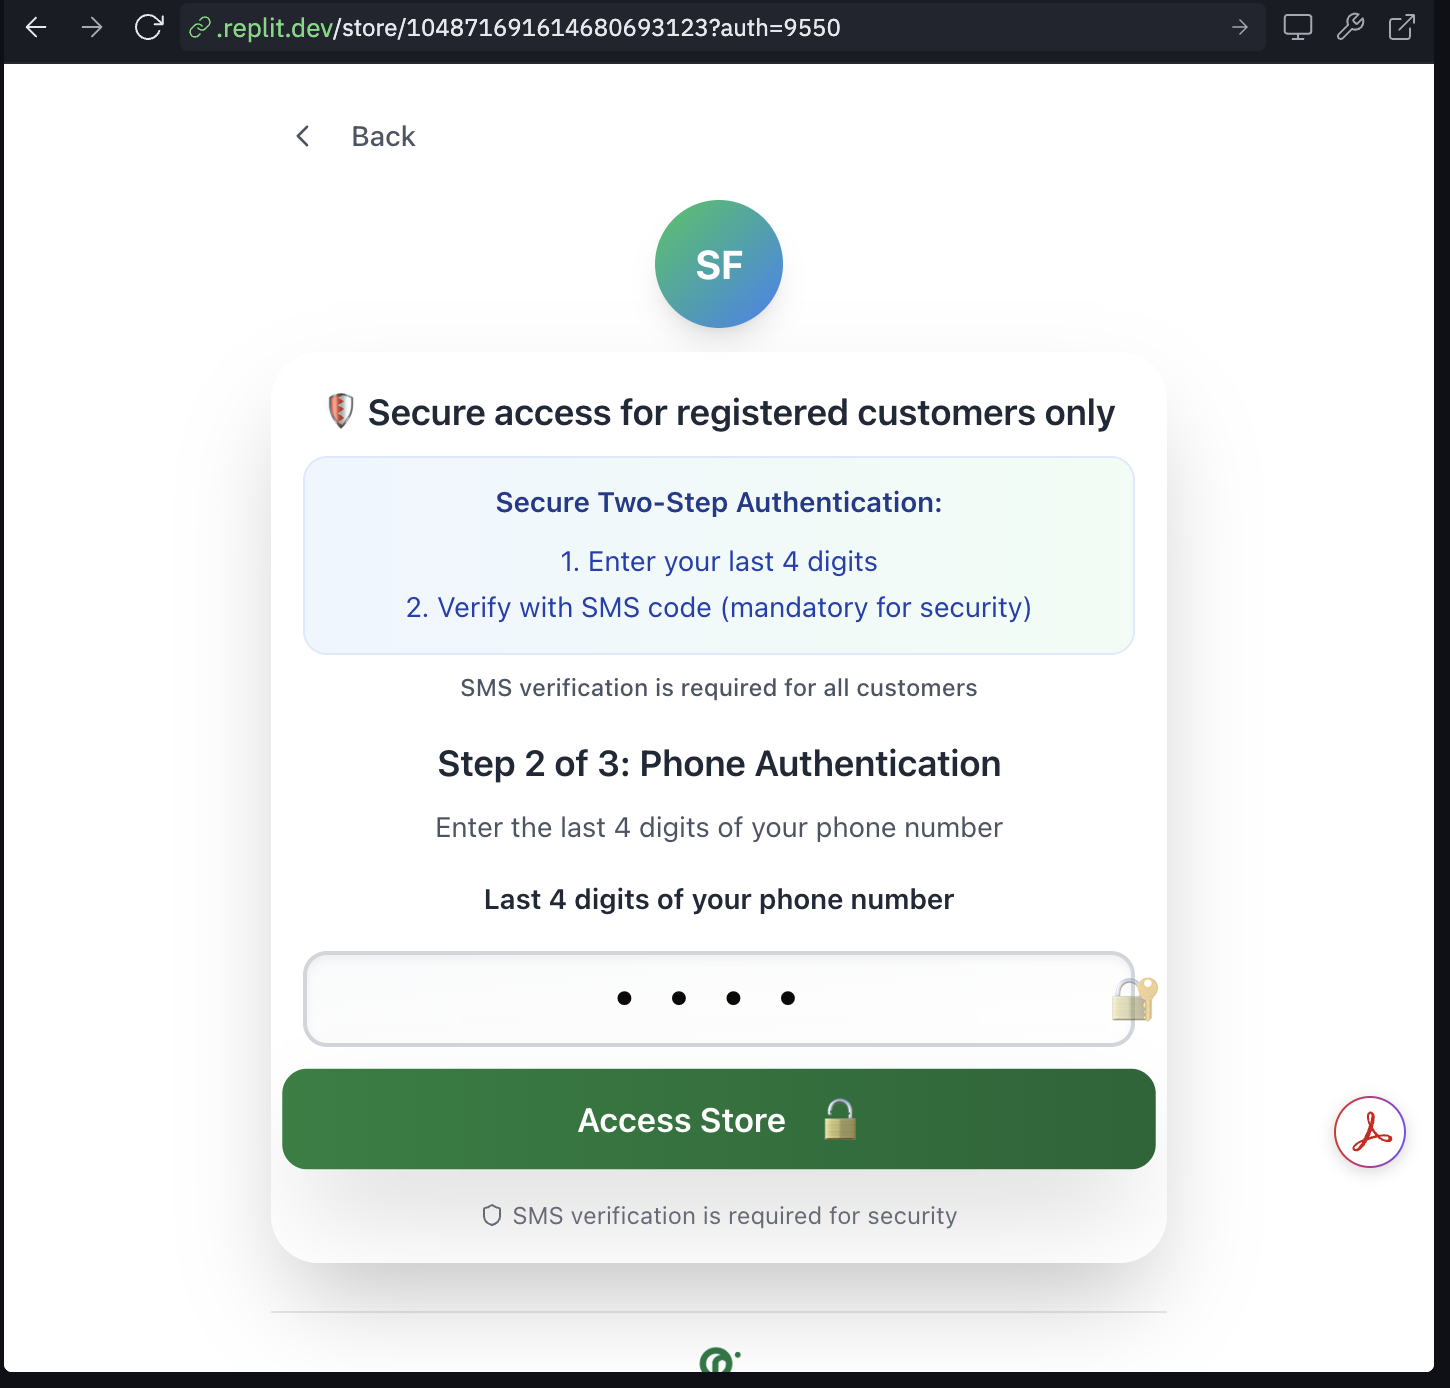 .replit.dev/store/104871691614680693123?auth=9550
Back
SF
Secure access for registered customers only
Secure Two-Step Authentication:
1. Enter your last 4 digits
2. Verify with SMS code (mandatory for security)
SMS verification is required for all customers
Step 2 of 3: Phone Authentication
Enter the last 4 digits of your phone number
Last 4 digits of your phone number
Access Store
SMS verification is required for security